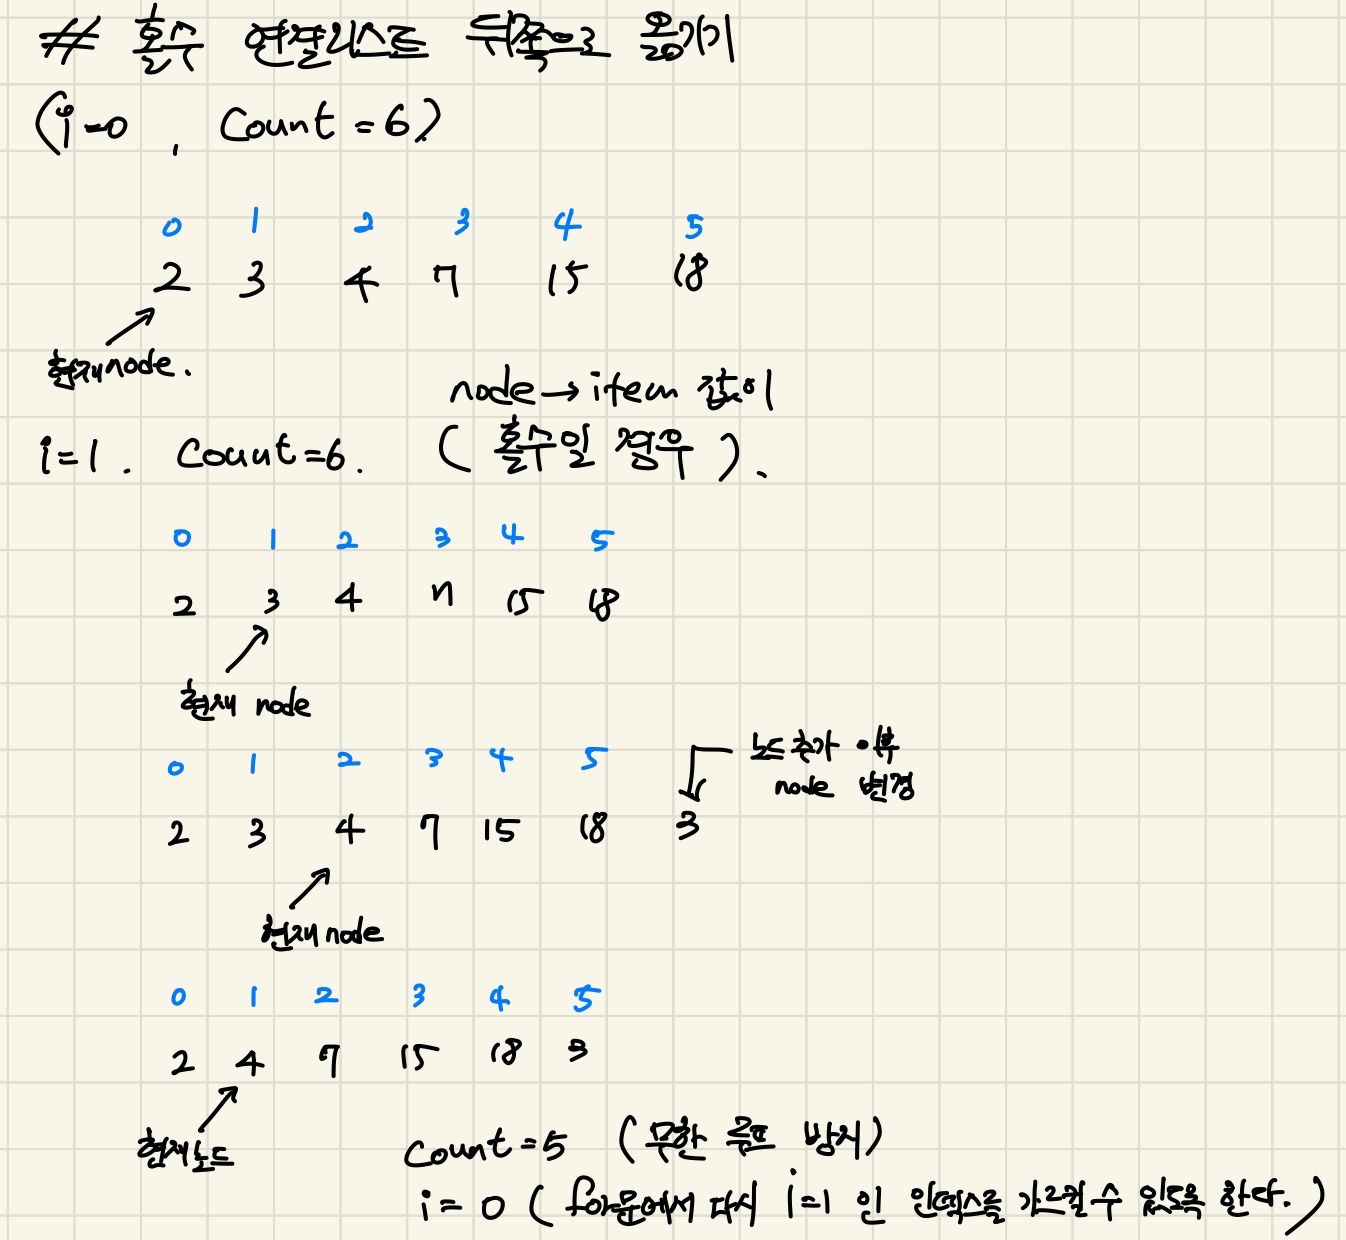 # 홀수 연결리스트 뒤쪽으로 옮기기
(i=0, Count=6)
0 1 2 3 4 5
2 3 4 7 15 18
현재node.
node→item 값이
i=1. Count=6. (홀수일 경우).
0 1 2 3 4 5
2 3 4 7 15 18
현재 node
노드 추가 이후
node 변경
0 1 2 3 4 5
2 3 4 7 15 18 3
현재 node
0 1 2 3 4 5
2 4 7 15 18 3
현재노드
Count=5 (무한 루프 방지)
i=0 (for문에서 다시 i=1 인 인덱스를 가르킬 수 있도록 한다.)